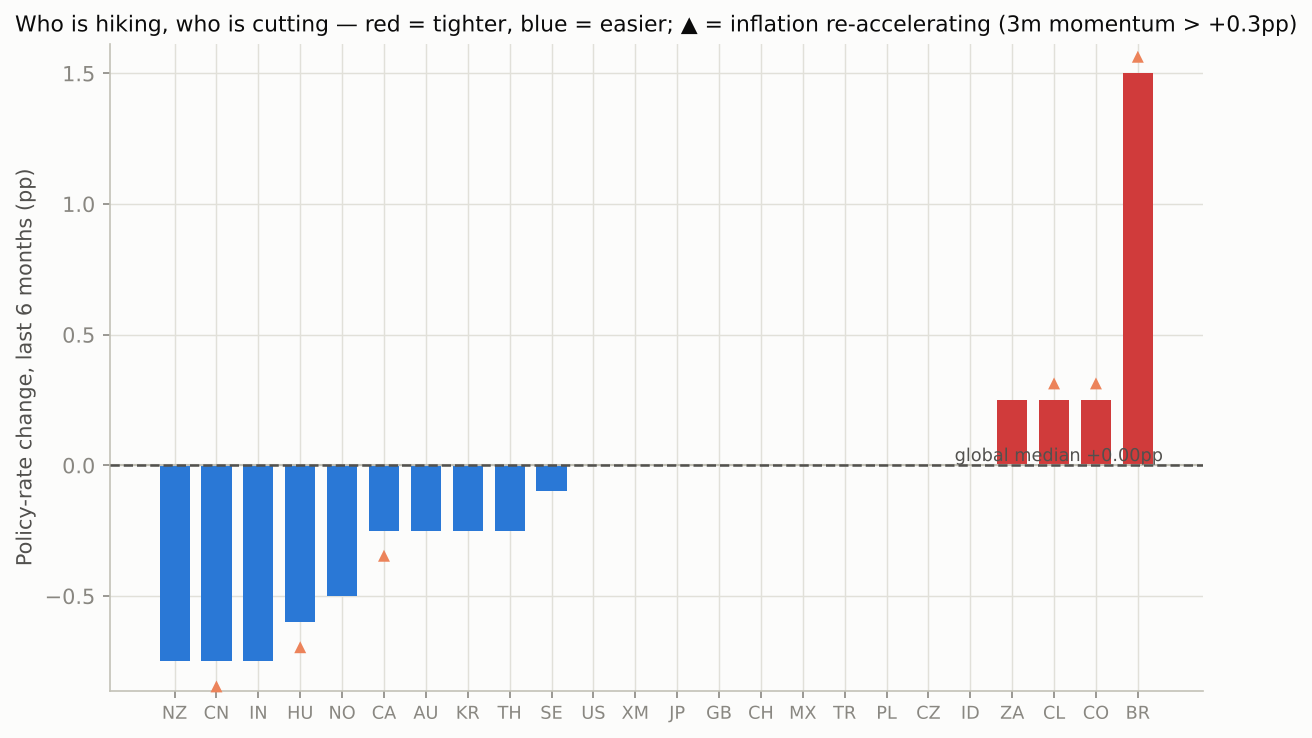 Who is hiking, who is cutting — red = tighter, blue = easier; ▲ = inflation re-accelerating (3m momentum > +0.3pp)
Policy-rate change, last 6 months (pp)
1.5
1.0
0.5
0.0
−0.5
global median +0.00pp
NZ CN IN HU NO CA AU KR TH SE US XM JP GB CH MX TR PL CZ ID ZA CL CO BR